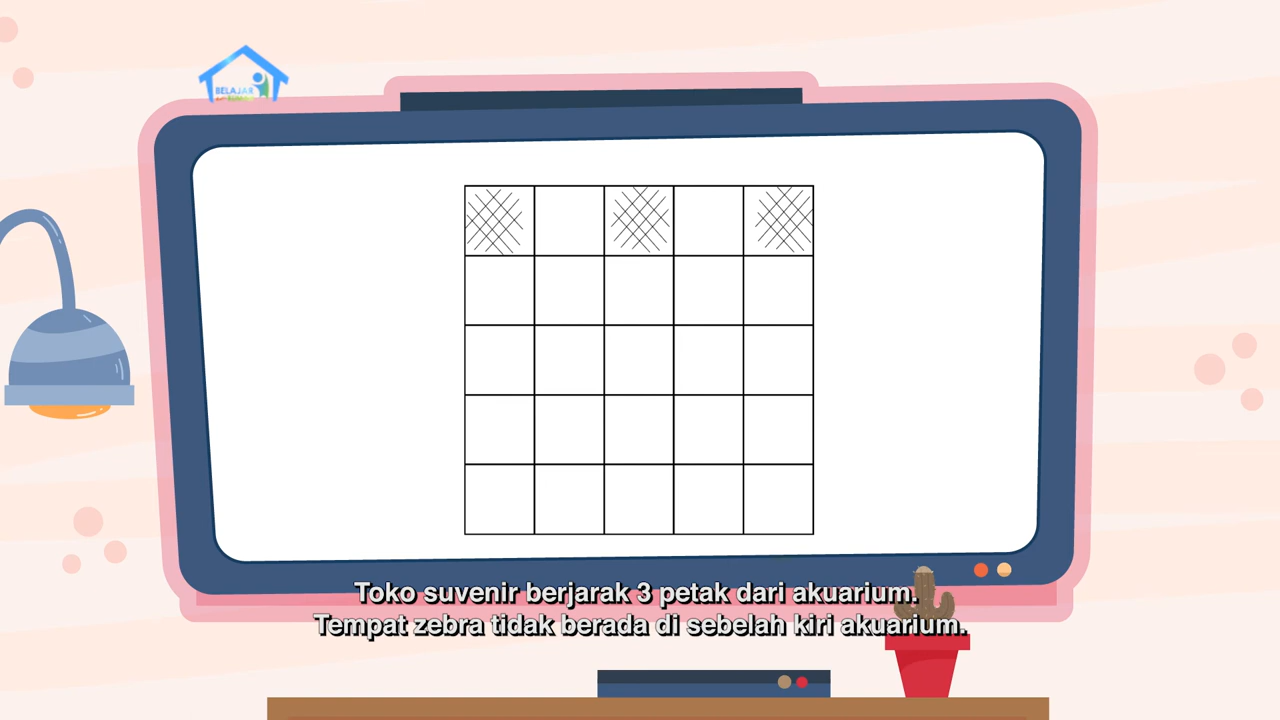 BELAJAR
Toko suvenir berjarak 3 petak dari akuarium.
Tempat zebra tidak berada di sebelah kiri akuarium.